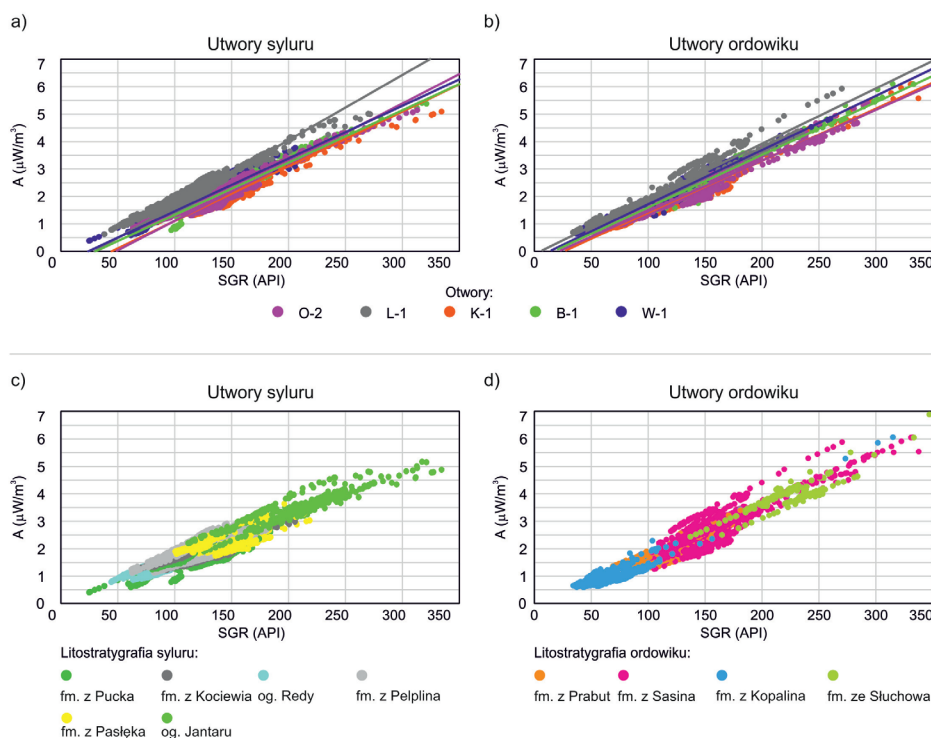 a)
Utwory syluru
7
6
5
4
3
2
1
0
A (µW/m³)
0 50 100 150 200 250 300 350
SGR (API)
b)
Utwory ordowiku
7
6
5
4
3
2
1
0
A (µW/m³)
0 50 100 150 200 250 300 350
SGR (API)
Otwory:
O-2 L-1 K-1 B-1 W-1
c)
Utwory syluru
7
6
5
4
3
2
1
0
A (µW/m³)
0 50 100 150 200 250 300 350
SGR (API)
Litostratygrafia syluru:
fm. z Pucka fm. z Kociewia og. Redy fm. z Pelplina
fm. z Pasłęka og. Jantaru
d)
Utwory ordowiku
7
6
5
4
3
2
1
0
A (µW/m³)
0 50 100 150 200 250 300 350
SGR (API)
Litostratygrafia ordowiku:
fm. z Prabut fm. z Sasina fm. z Kopalina fm. ze Słuchowa